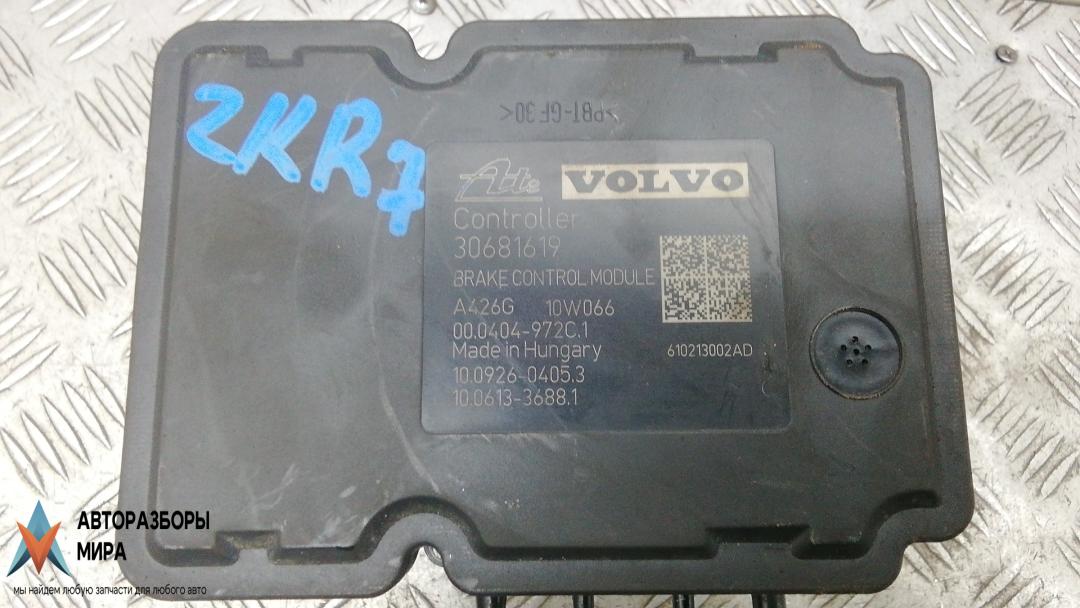 >PBT-GF30<
ZKR7
Ate VOLVO
Controller
30681619
BRAKE CONTROL MODULE
A426G 10W066
00.0404-972C.1
Made in Hungary 610213002AD
10.0926-0405.3
10.0613-3688.1
АВТОРАЗБОРЫ
МИРА
мы найдем любую запчасти для любого авто